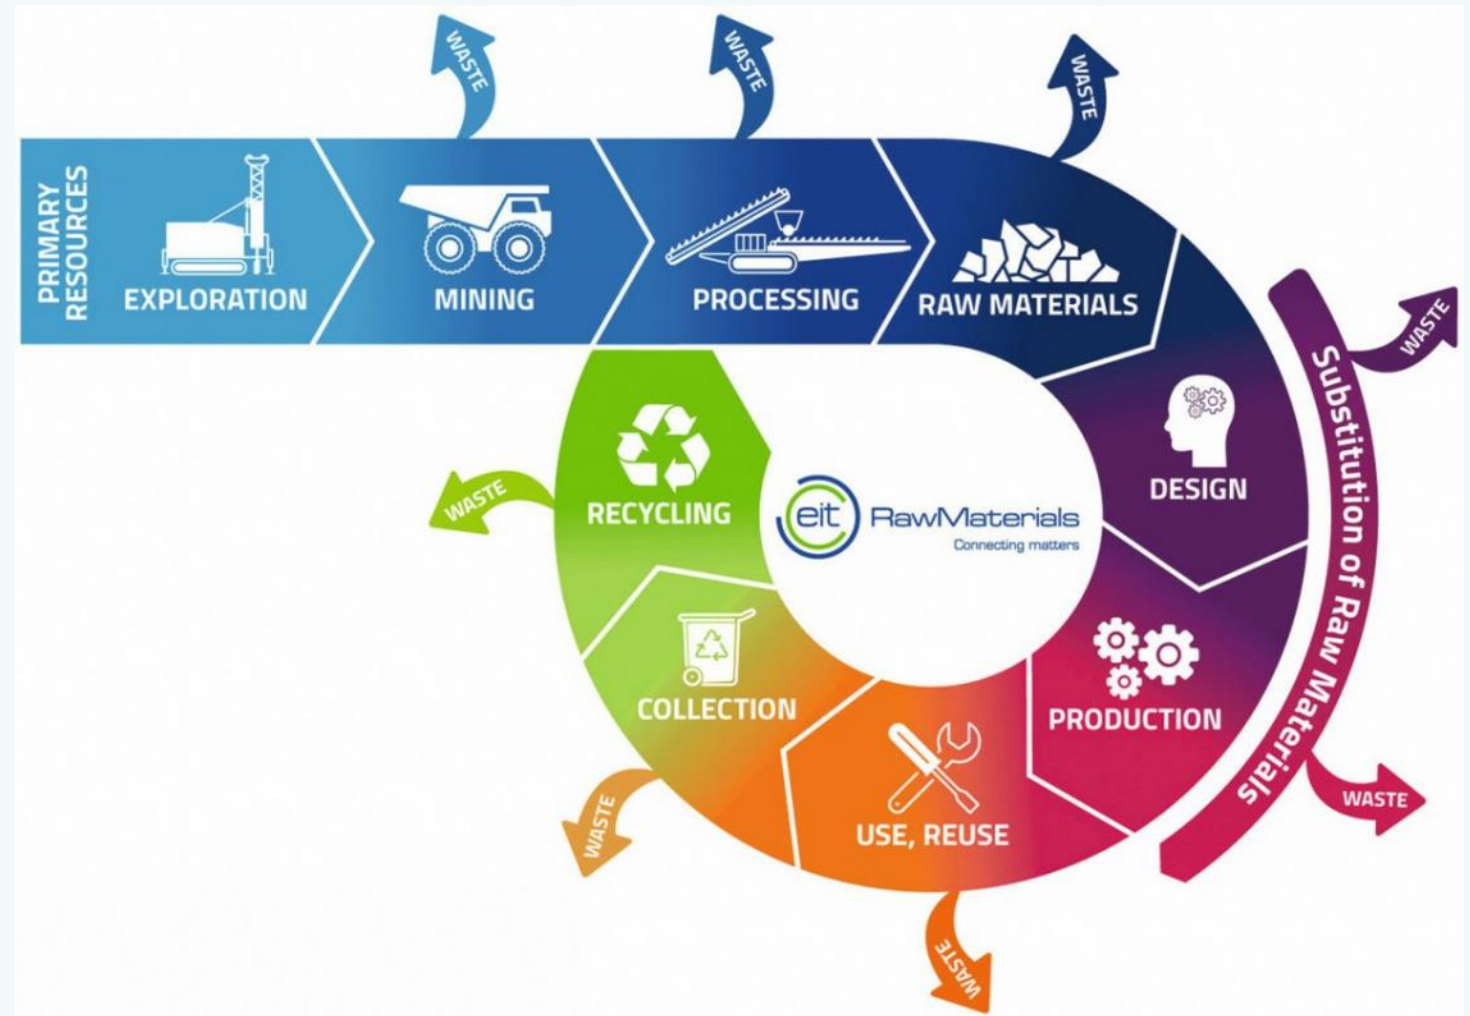 WASTE
WASTE
WASTE
PRIMARY
RESOURCES
EXPLORATION
MINING
PROCESSING
RAW MATERIALS
WASTE
Substitution of Raw Materials
DESIGN
RECYCLING
WASTE
eit RawMaterials
Connecting matters
COLLECTION
PRODUCTION
WASTE
USE, REUSE
WASTE
WASTE